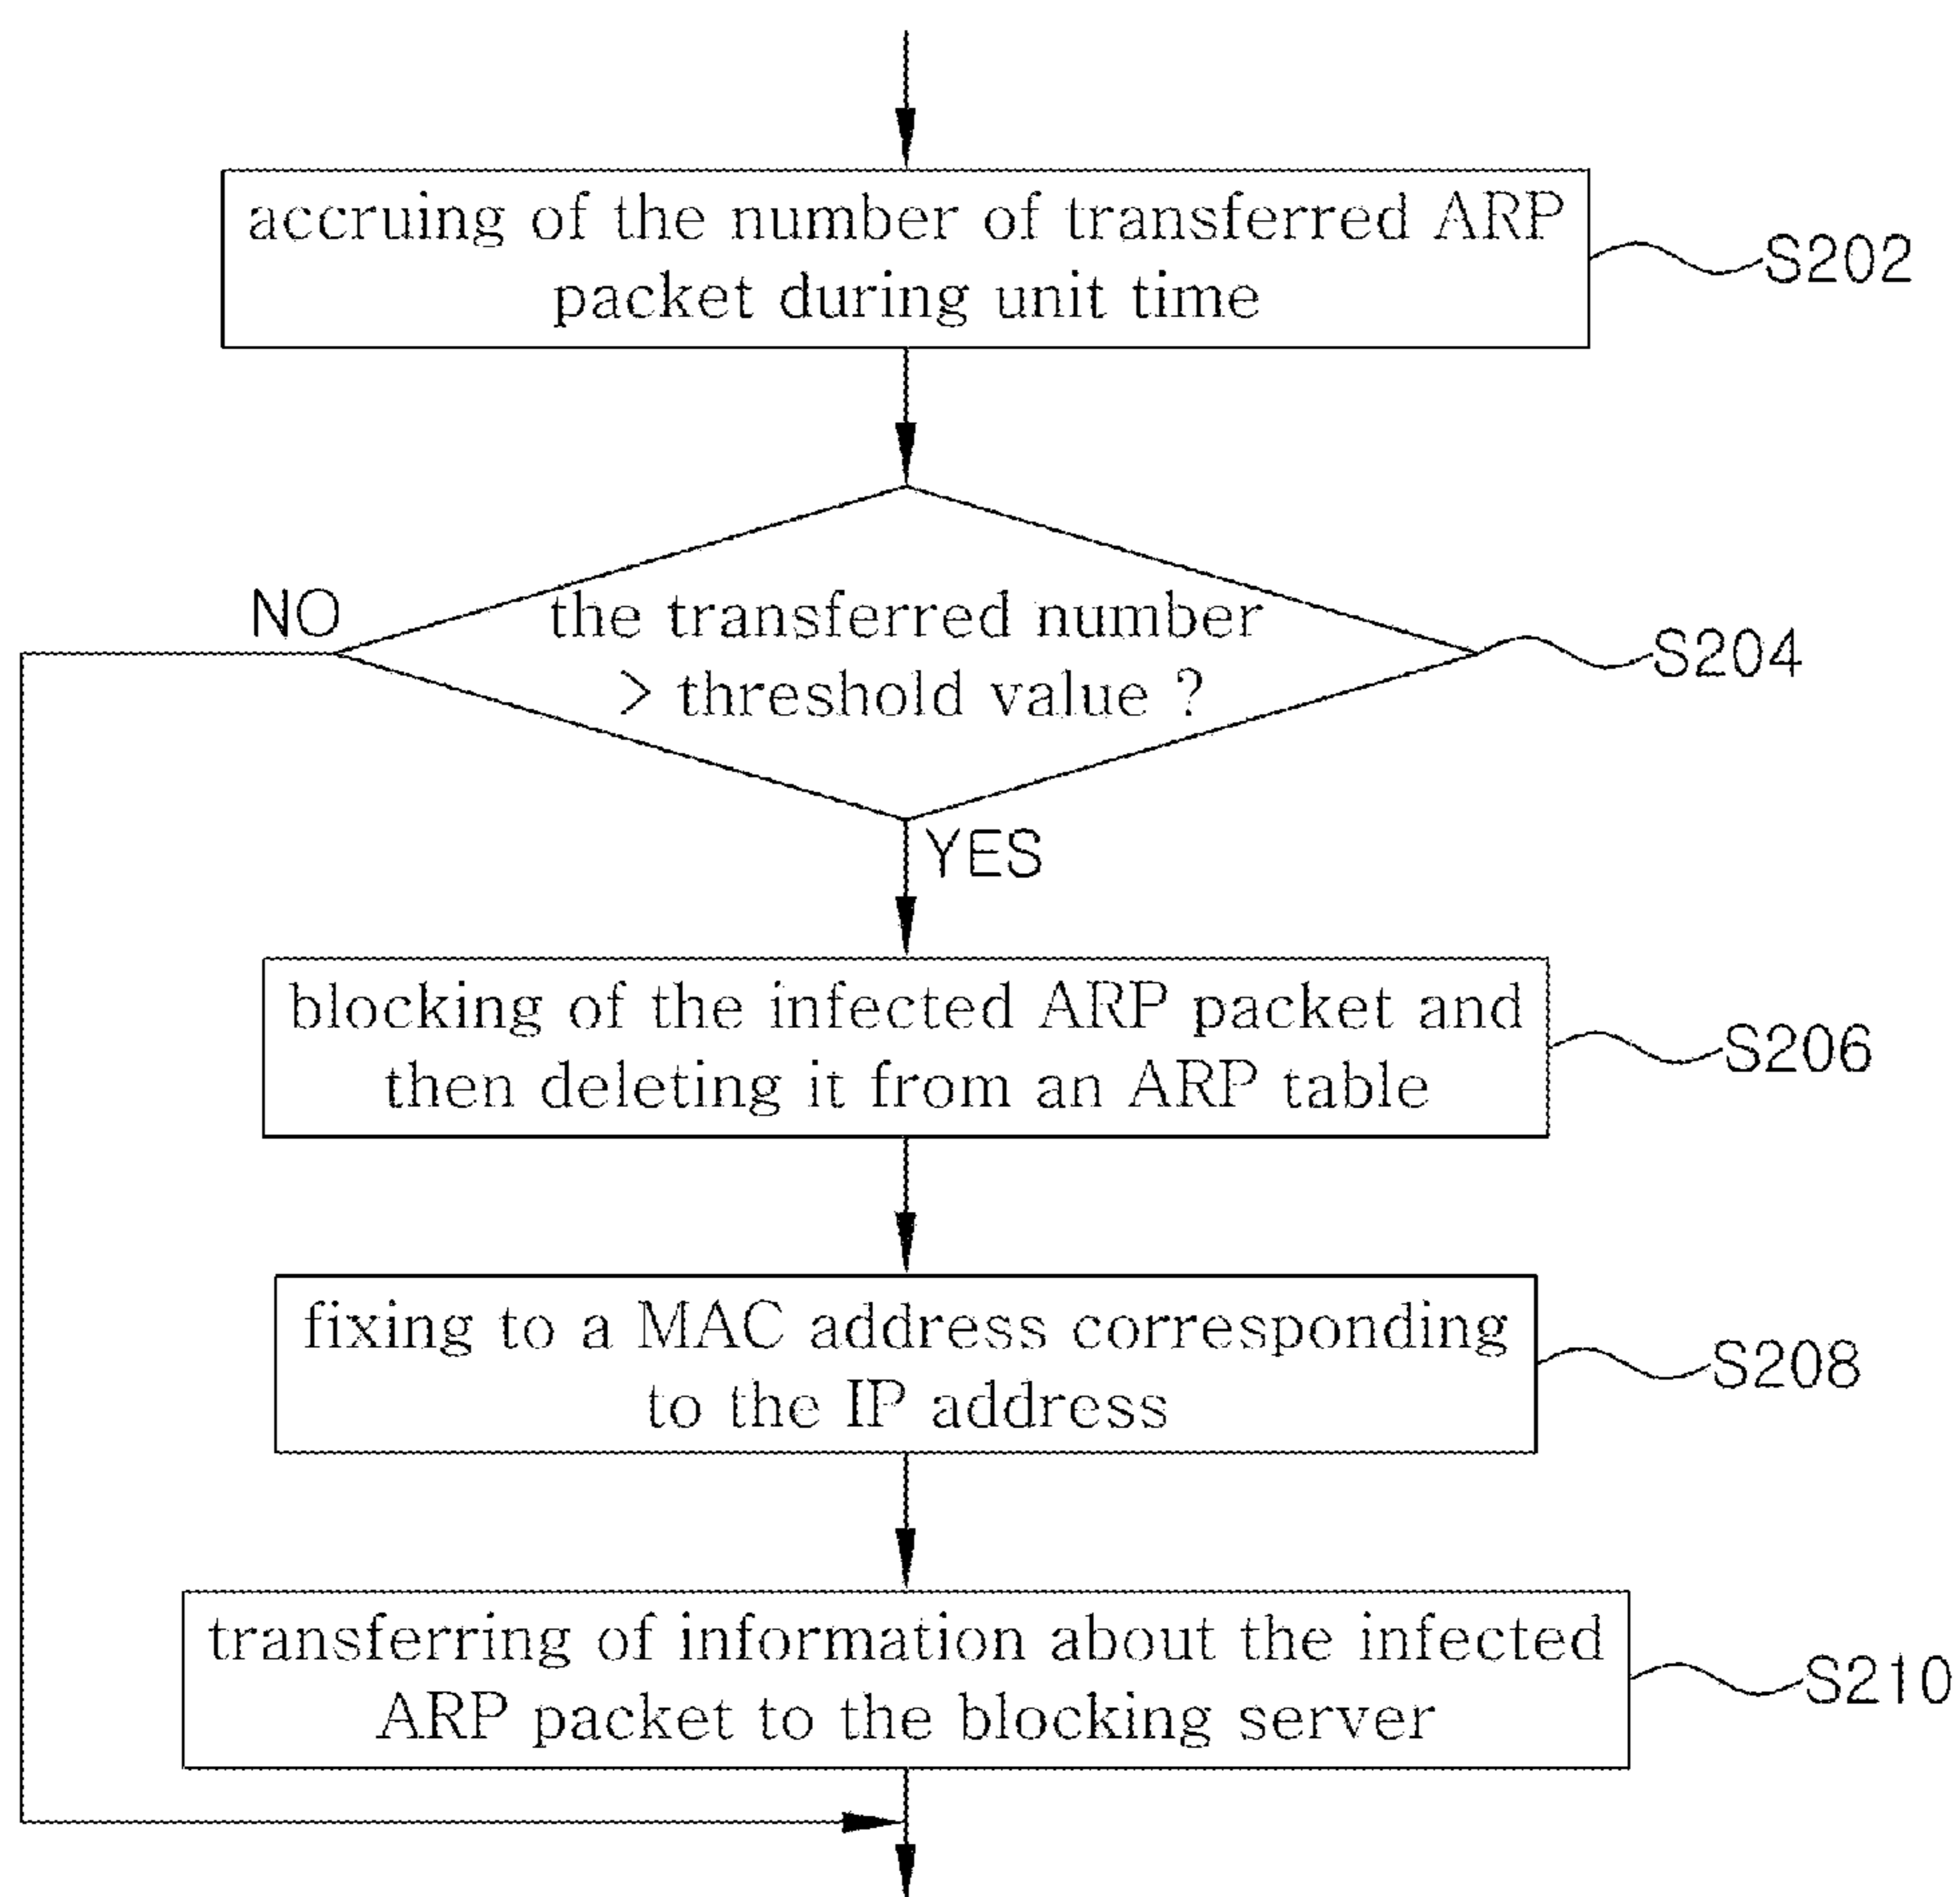 accruing of the number of transferred ARP
packet during unit time
S202
NO
the transferred number
> threshold value ?
S204
YES
blocking of the infected ARP packet and
then deleting it from an ARP table
S206
fixing to a MAC address corresponding
to the IP address
S208
transferring of information about the infected
ARP packet to the blocking server
S210